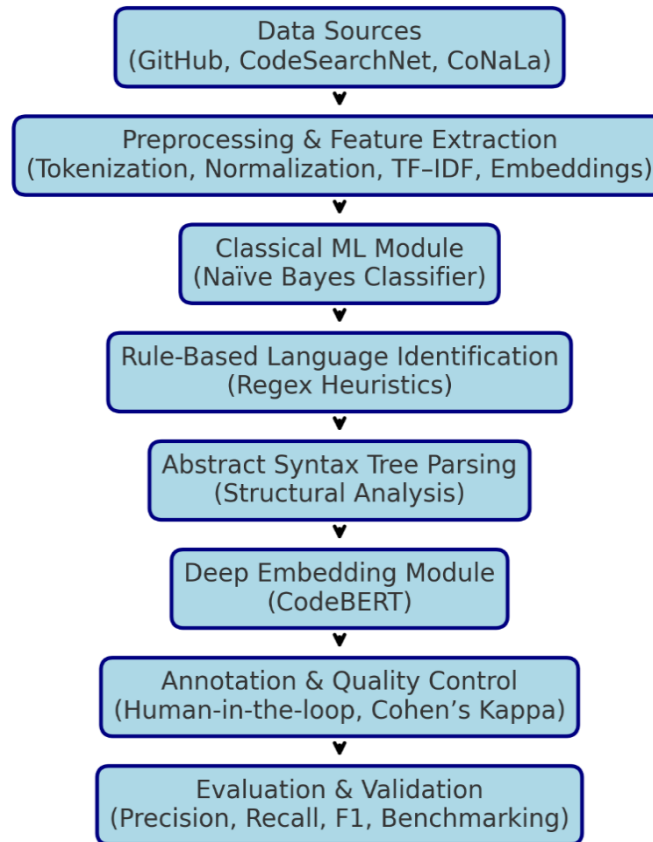 Data Sources
(GitHub, CodeSearchNet, CoNaLa)
Preprocessing & Feature Extraction
(Tokenization, Normalization, TF–IDF, Embeddings)
Classical ML Module
(Naïve Bayes Classifier)
Rule-Based Language Identification
(Regex Heuristics)
Abstract Syntax Tree Parsing
(Structural Analysis)
Deep Embedding Module
(CodeBERT)
Annotation & Quality Control
(Human-in-the-loop, Cohen’s Kappa)
Evaluation & Validation
(Precision, Recall, F1, Benchmarking)